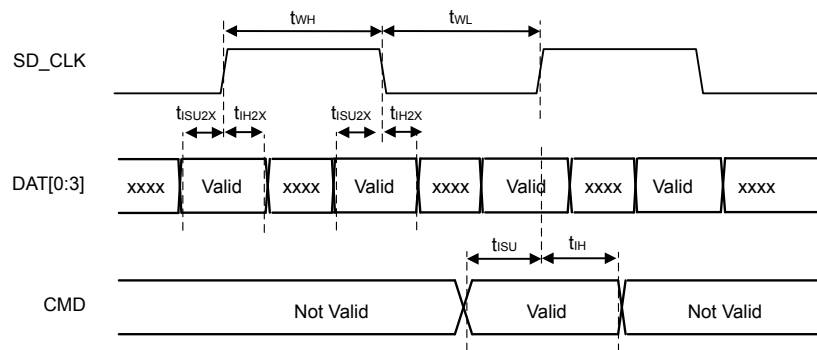 tWH tWL
SD_CLK
tISU2X tIH2X tISU2X tIH2X
DAT[0:3] xxxx Valid xxxx Valid xxxx Valid xxxx Valid xxxx
tISU tIH
CMD Not Valid Valid Not Valid